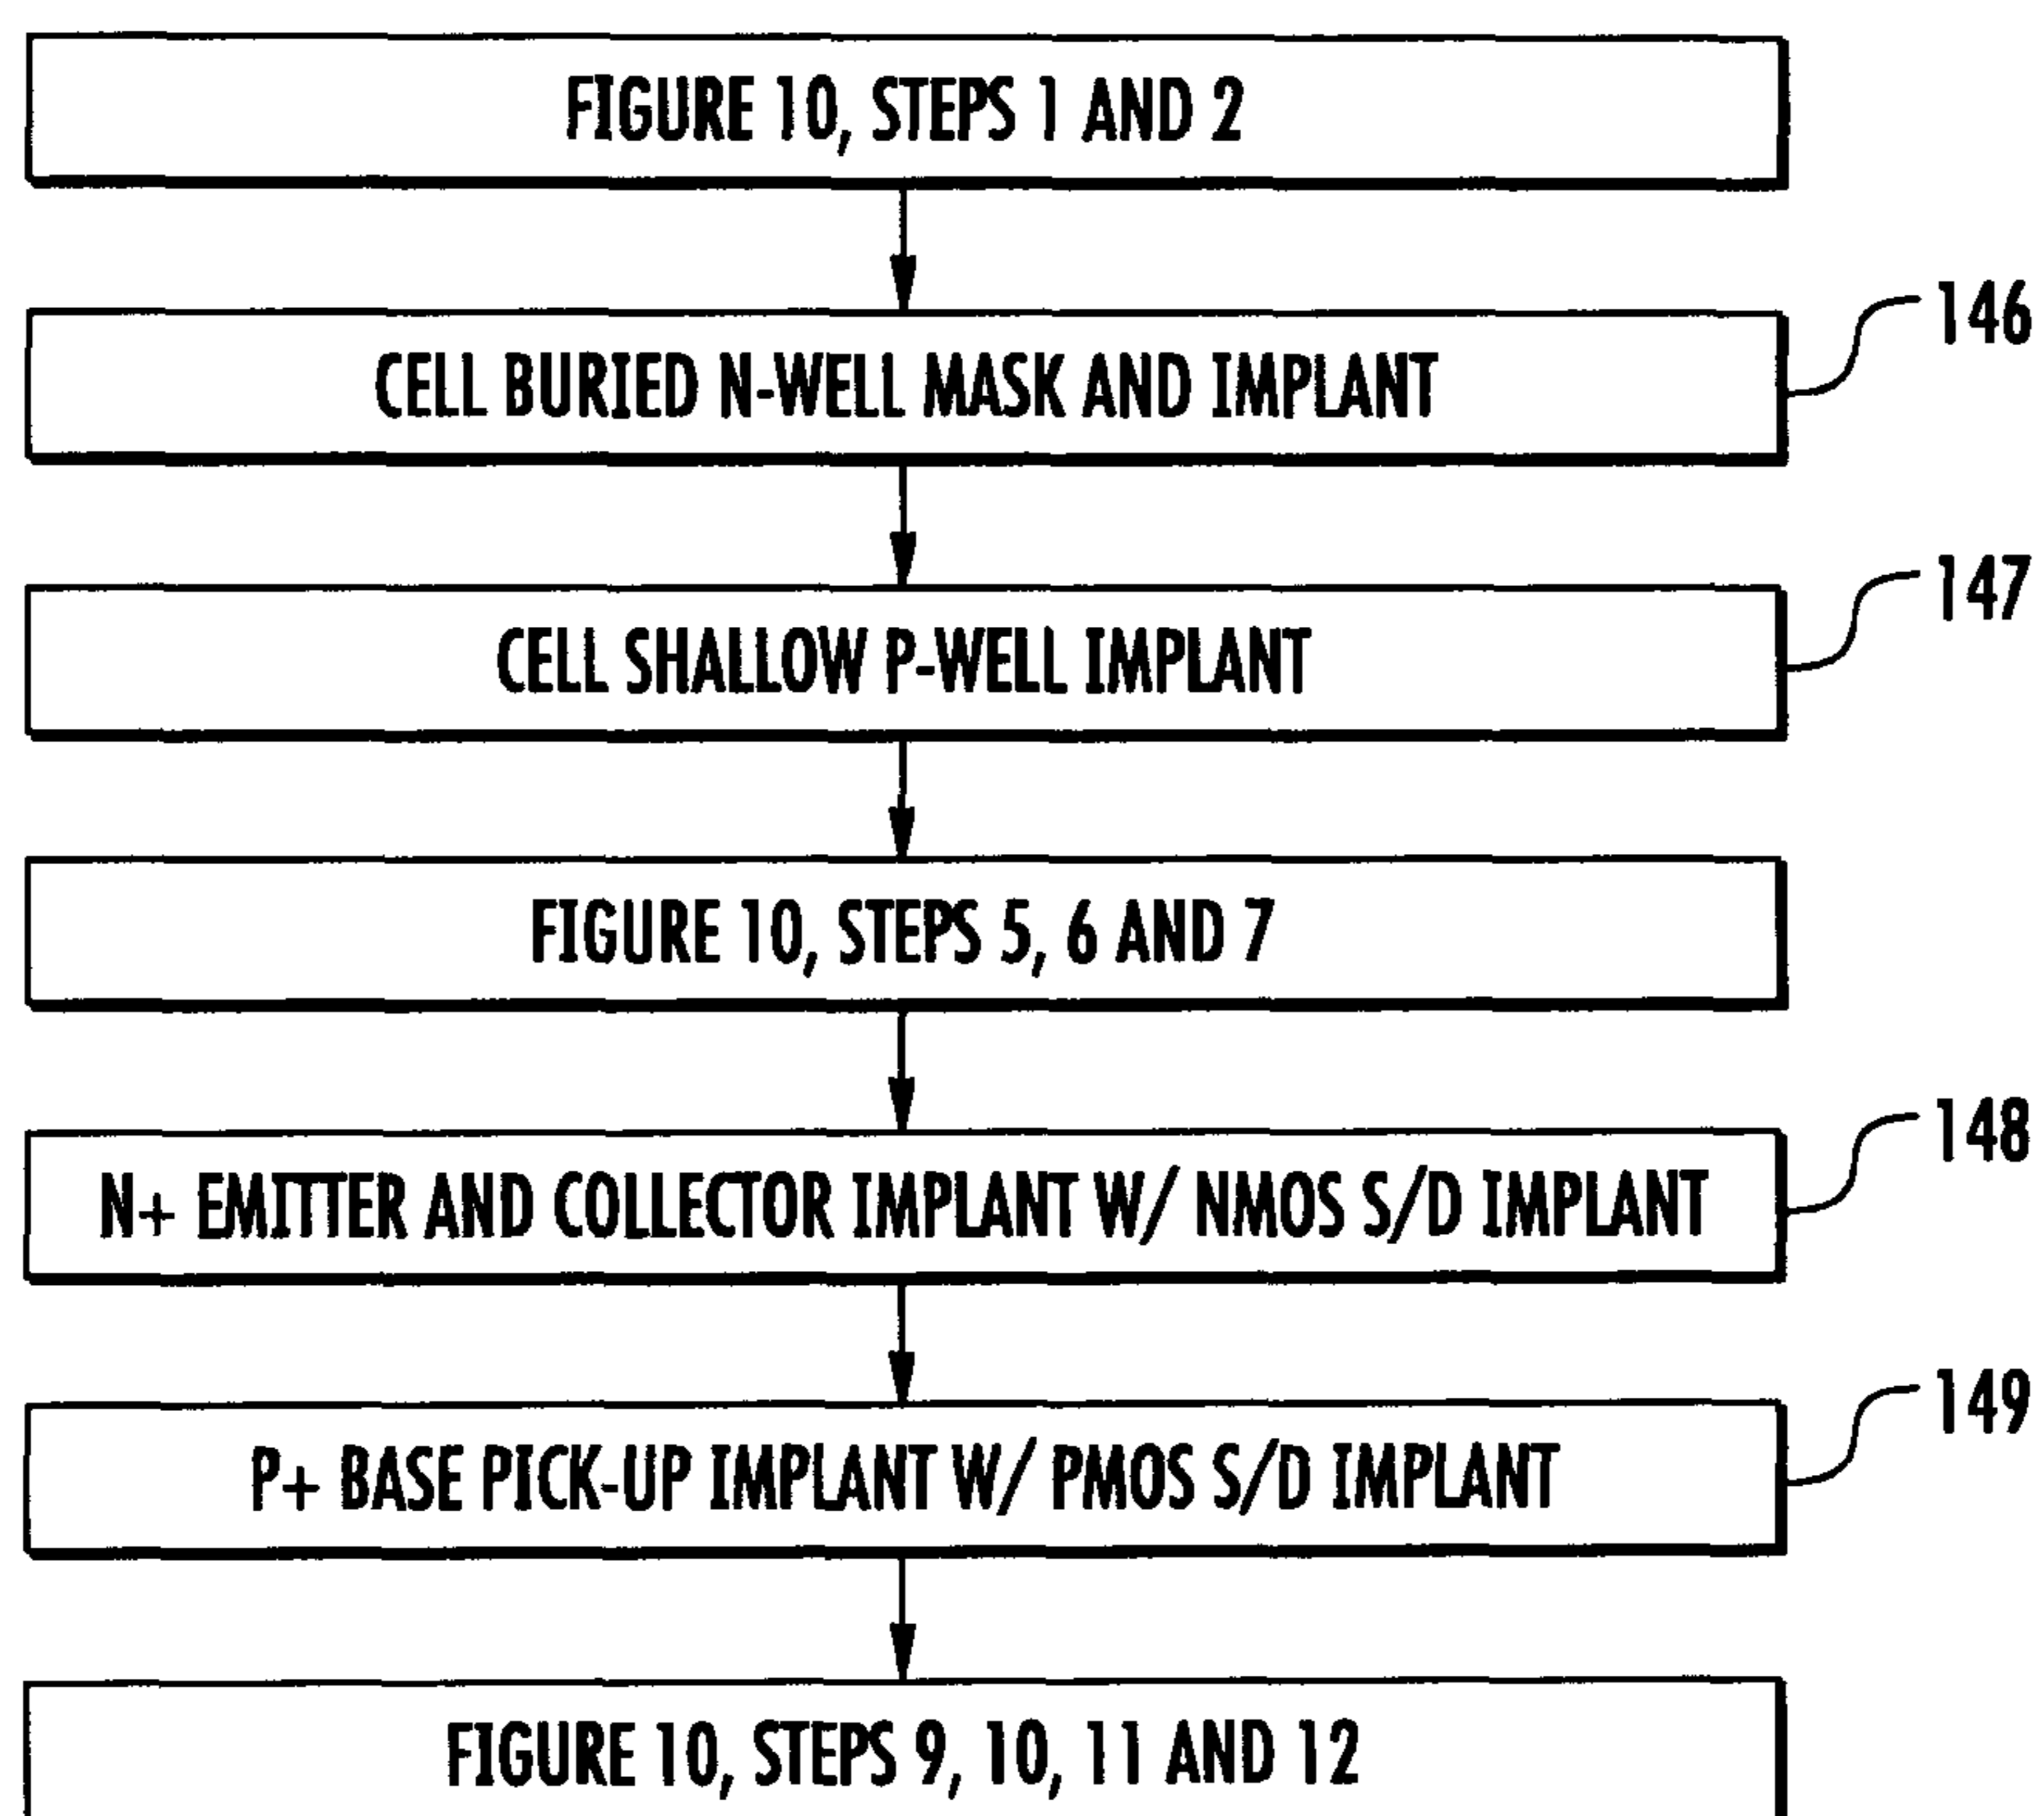 FIGURE 10, STEPS 1 AND 2
CELL BURIED N-WELL MASK AND IMPLANT
146
CELL SHALLOW P-WELL IMPLANT
147
FIGURE 10, STEPS 5, 6 AND 7
N+ EMITTER AND COLLECTOR IMPLANT W/ NMOS S/D IMPLANT
148
P+ BASE PICK-UP IMPLANT W/ PMOS S/D IMPLANT
149
FIGURE 10, STEPS 9, 10, 11 AND 12